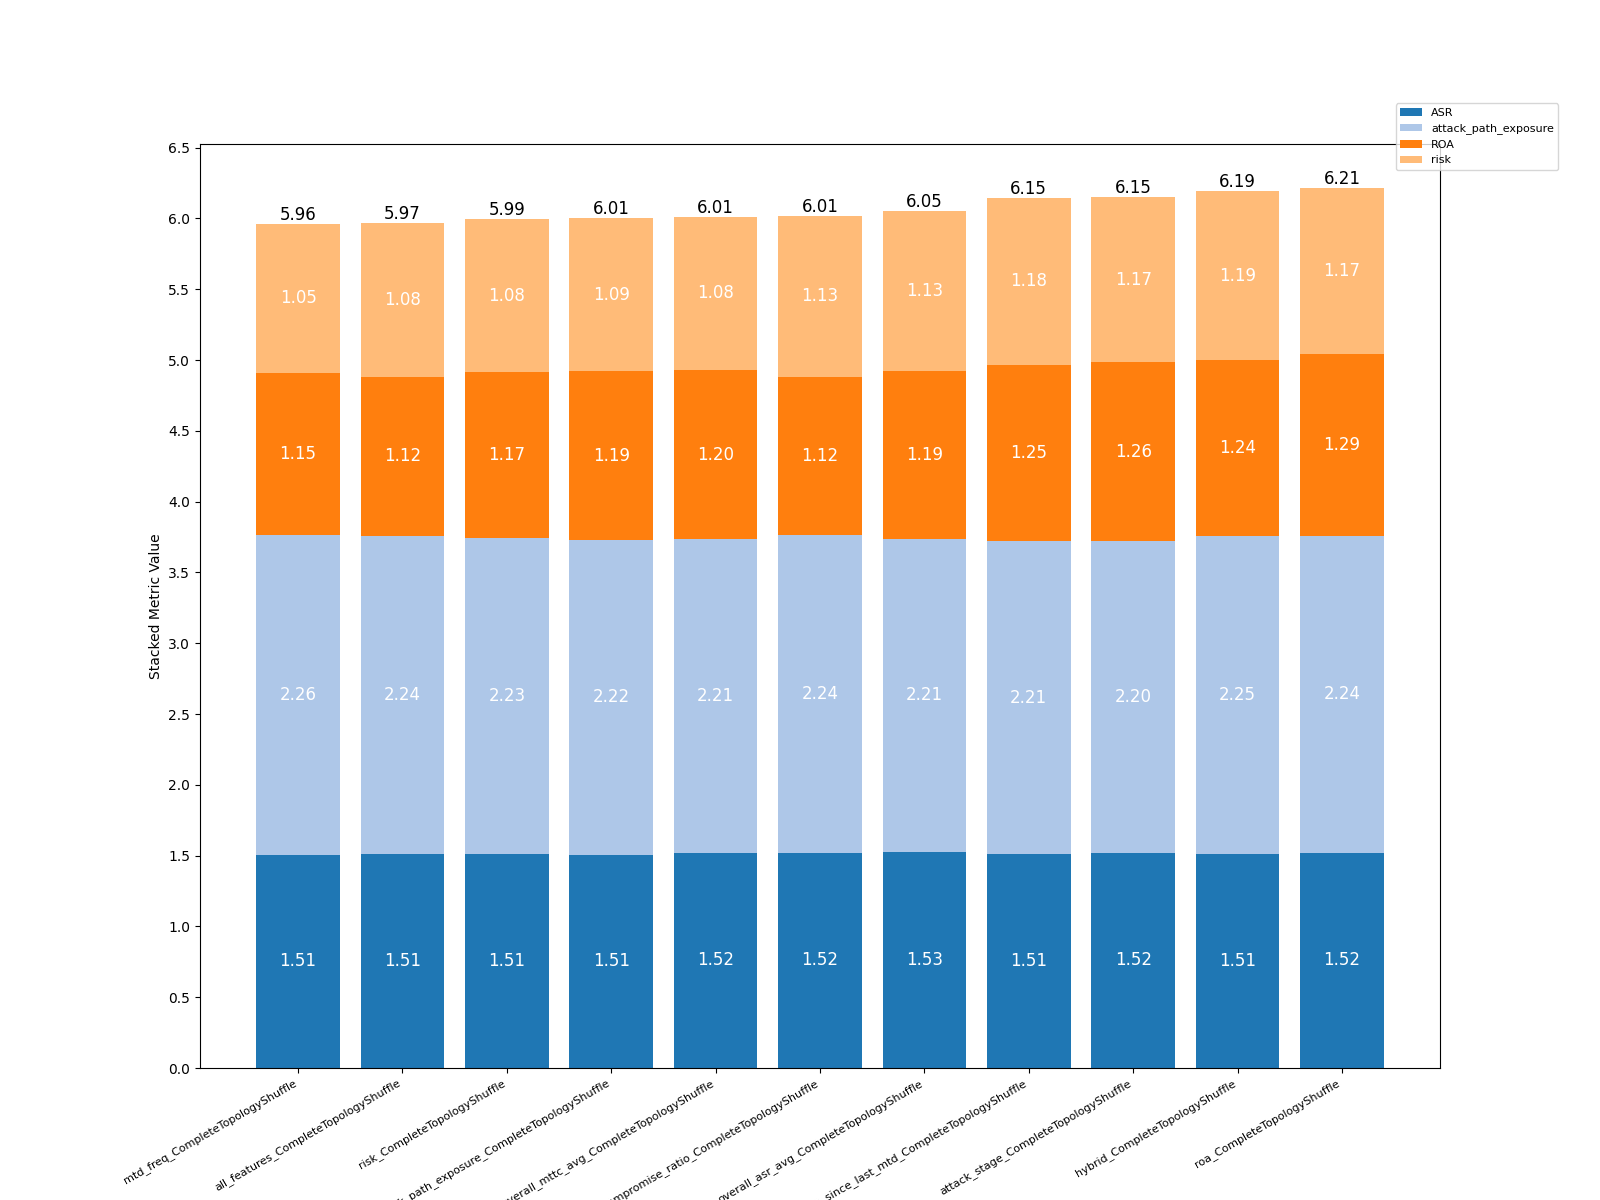 ASR
attack_path_exposure
ROA
risk
6.5
6.0
5.5
5.0
4.5
4.0
3.5
3.0
2.5
2.0
1.5
1.0
0.5
0.0
Stacked Metric Value
5.96 5.97 5.99 6.01 6.01 6.01 6.05 6.15 6.15 6.19 6.21
1.05 1.08 1.08 1.09 1.08 1.13 1.13 1.18 1.17 1.19 1.17
1.15 1.12 1.17 1.19 1.20 1.12 1.19 1.25 1.26 1.24 1.29
2.26 2.24 2.23 2.22 2.21 2.24 2.21 2.21 2.20 2.25 2.24
1.51 1.51 1.51 1.51 1.52 1.52 1.53 1.51 1.52 1.51 1.52
mtd_freq_CompleteTopologyShuffle
all_features_CompleteTopologyShuffle
risk_CompleteTopologyShuffle
_path_exposure_CompleteTopologyShuffle
verall_mttc_avg_CompleteTopologyShuffle
mpromise_ratio_CompleteTopologyShuffle
overall_asr_avg_CompleteTopologyShuffle
since_last_mtd_CompleteTopologyShuffle
attack_stage_CompleteTopologyShuffle
hybrid_CompleteTopologyShuffle
roa_CompleteTopologyShuffle